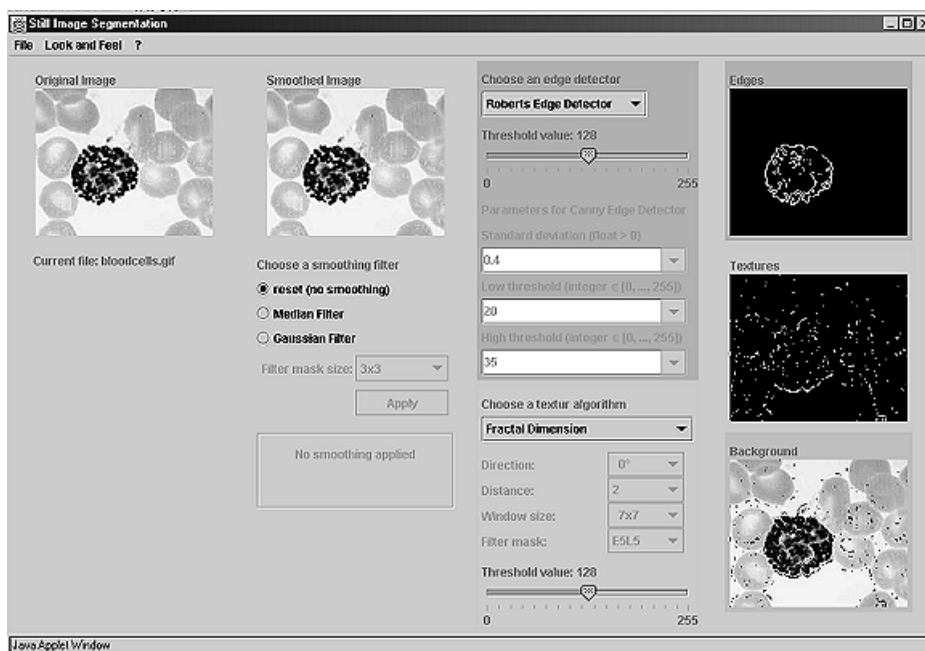 Still Image Segmentation
File Look and Feel ?
Original Image
Current file: bloodcells.gif
Smoothed Image
Choose a smoothing filter
reset (no smoothing)
Median Filter
Gaussian Filter
Filter mask size: 3x3
Apply
No smoothing applied
Choose an edge detector
Roberts Edge Detector
Threshold value: 128
0 255
Parameters for Canny Edge Detector
Standard deviation (float > 0)
0.4
Low threshold (integer ∈ [0, ..., 255])
20
High threshold (integer ∈ [0, ..., 255])
35
Choose a textur algorithm
Fractal Dimension
Direction: 0°
Distance: 2
Window size: 7x7
Filter mask: E5L5
Threshold value: 128
0 255
Edges
Textures
Background
Java Applet Window